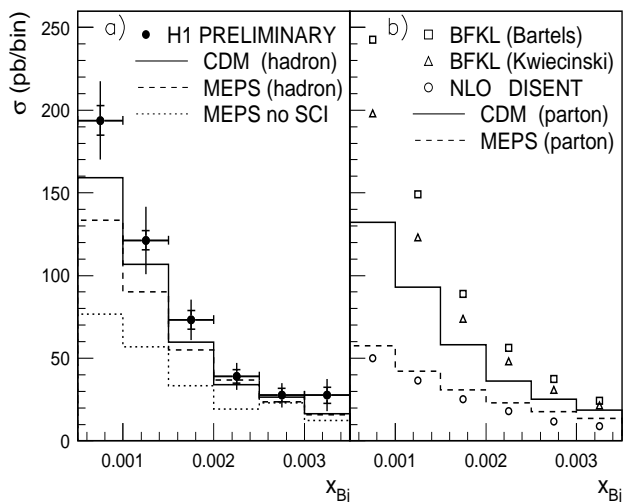 σ (pb/bin)
250
200
150
100
50
0
a)
H1 PRELIMINARY
CDM (hadron)
MEPS (hadron)
MEPS no SCI
b)
BFKL (Bartels)
BFKL (Kwiecinski)
NLO DISENT
CDM (parton)
MEPS (parton)
0.001 0.002 0.003 0.001 0.002 0.003
xBj xBj